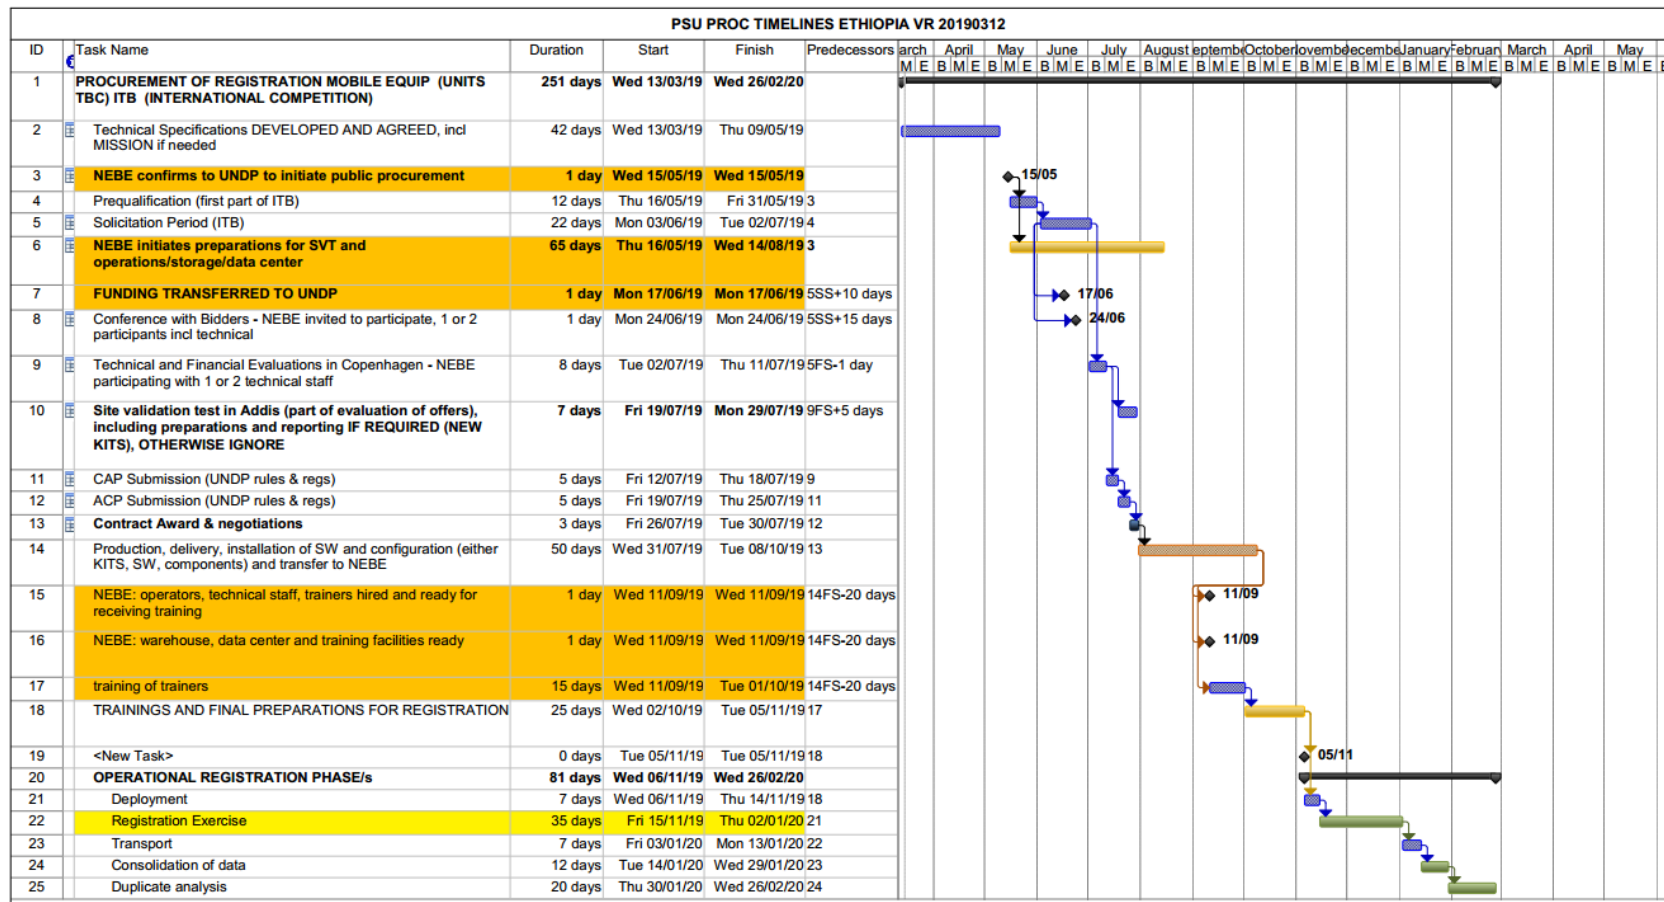 PSU PROC TIMELINES ETHIOPIA VR 20190312
ID Task Name Duration Start Finish Predecessors arch April May June July August eptembe October lovembe ecembe January February March April May
M E B M E B M E B M E B M E B M E B M E B M E B M E B M E B M E B M E B M E B M E B M E
1 PROCUREMENT OF REGISTRATION MOBILE EQUIP (UNITS 251 days Wed 13/03/19 Wed 26/02/20
TBC) ITB (INTERNATIONAL COMPETITION)
2 Technical Specifications DEVELOPED AND AGREED, incl 42 days Wed 13/03/19 Thu 09/05/19
MISSION if needed
3 NEBE confirms to UNDP to initiate public procurement 1 day Wed 15/05/19 Wed 15/05/19 15/05
4 Prequalification (first part of ITB) 12 days Thu 16/05/19 Fri 31/05/19 3
5 Solicitation Period (ITB) 22 days Mon 03/06/19 Tue 02/07/19 4
6 NEBE initiates preparations for SVT and 65 days Thu 16/05/19 Wed 14/08/19 3
operations/storage/data center
7 FUNDING TRANSFERRED TO UNDP 1 day Mon 17/06/19 Mon 17/06/19 5SS+10 days 17/06
8 Conference with Bidders - NEBE invited to participate, 1 or 2 1 day Mon 24/06/19 Mon 24/06/19 5SS+15 days 24/06
participants incl technical
9 Technical and Financial Evaluations in Copenhagen - NEBE 8 days Tue 02/07/19 Thu 11/07/19 5FS-1 day
participating with 1 or 2 technical staff
10 Site validation test in Addis (part of evaluation of offers), 7 days Fri 19/07/19 Mon 29/07/19 9FS+5 days
including preparations and reporting IF REQUIRED (NEW
KITS), OTHERWISE IGNORE
11 CAP Submission (UNDP rules & regs) 5 days Fri 12/07/19 Thu 18/07/19 9
12 ACP Submission (UNDP rules & regs) 5 days Fri 19/07/19 Thu 25/07/19 11
13 Contract Award & negotiations 3 days Fri 26/07/19 Tue 30/07/19 12
14 Production, delivery, installation of SW and configuration (either 50 days Wed 31/07/19 Tue 08/10/19 13
KITS, SW, components) and transfer to NEBE
15 NEBE: operators, technical staff, trainers hired and ready for 1 day Wed 11/09/19 Wed 11/09/19 14FS-20 days 11/09
receiving training
16 NEBE: warehouse, data center and training facilities ready 1 day Wed 11/09/19 Wed 11/09/19 14FS-20 days 11/09
17 training of trainers 15 days Wed 11/09/19 Tue 01/10/19 14FS-20 days
18 TRAININGS AND FINAL PREPARATIONS FOR REGISTRATION 25 days Wed 02/10/19 Tue 05/11/19 17
19 <New Task> 0 days Tue 05/11/19 Tue 05/11/19 18 05/11
20 OPERATIONAL REGISTRATION PHASE/s 81 days Wed 06/11/19 Wed 26/02/20
21 Deployment 7 days Wed 06/11/19 Thu 14/11/19 18
22 Registration Exercise 35 days Fri 15/11/19 Thu 02/01/20 21
23 Transport 7 days Fri 03/01/20 Mon 13/01/20 22
24 Consolidation of data 12 days Tue 14/01/20 Wed 29/01/20 23
25 Duplicate analysis 20 days Thu 30/01/20 Wed 26/02/20 24